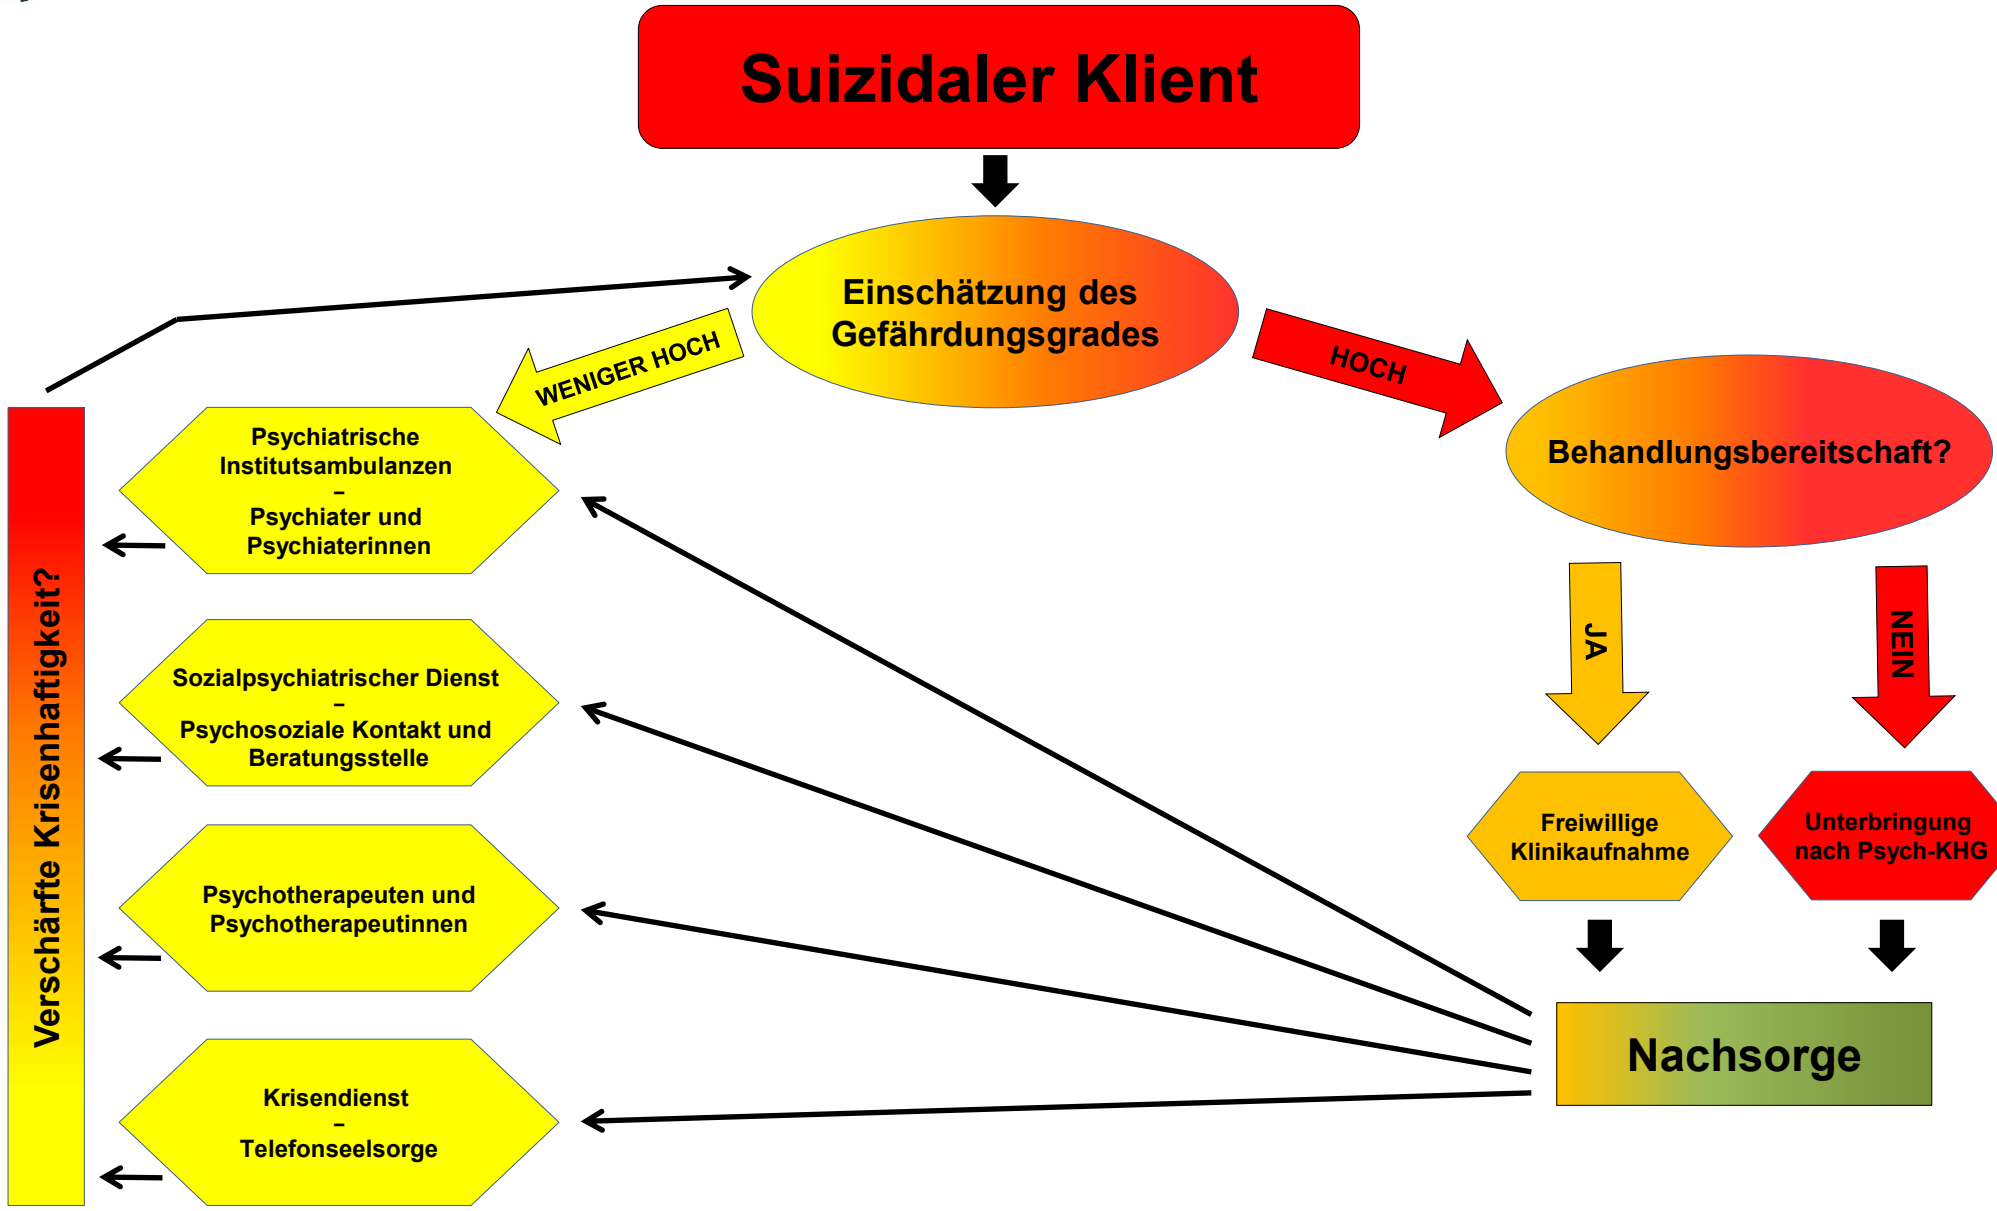 Suizidaler Klient
Einschätzung des
Gefährdungsgrades
WENIGER HOCH
HOCH
Behandlungsbereitschaft?
JA
NEIN
Freiwillige
Klinikaufnahme
Unterbringung
nach Psych-KHG
Nachsorge
Psychiatrische
Institutsambulanzen
–
Psychiater und
Psychiaterinnen
Sozialpsychiatrischer Dienst
–
Psychosoziale Kontakt und
Beratungsstelle
Psychotherapeuten und
Psychotherapeutinnen
Krisendienst
–
Telefonseelsorge
Verschärfte Krisenhaftigkeit?